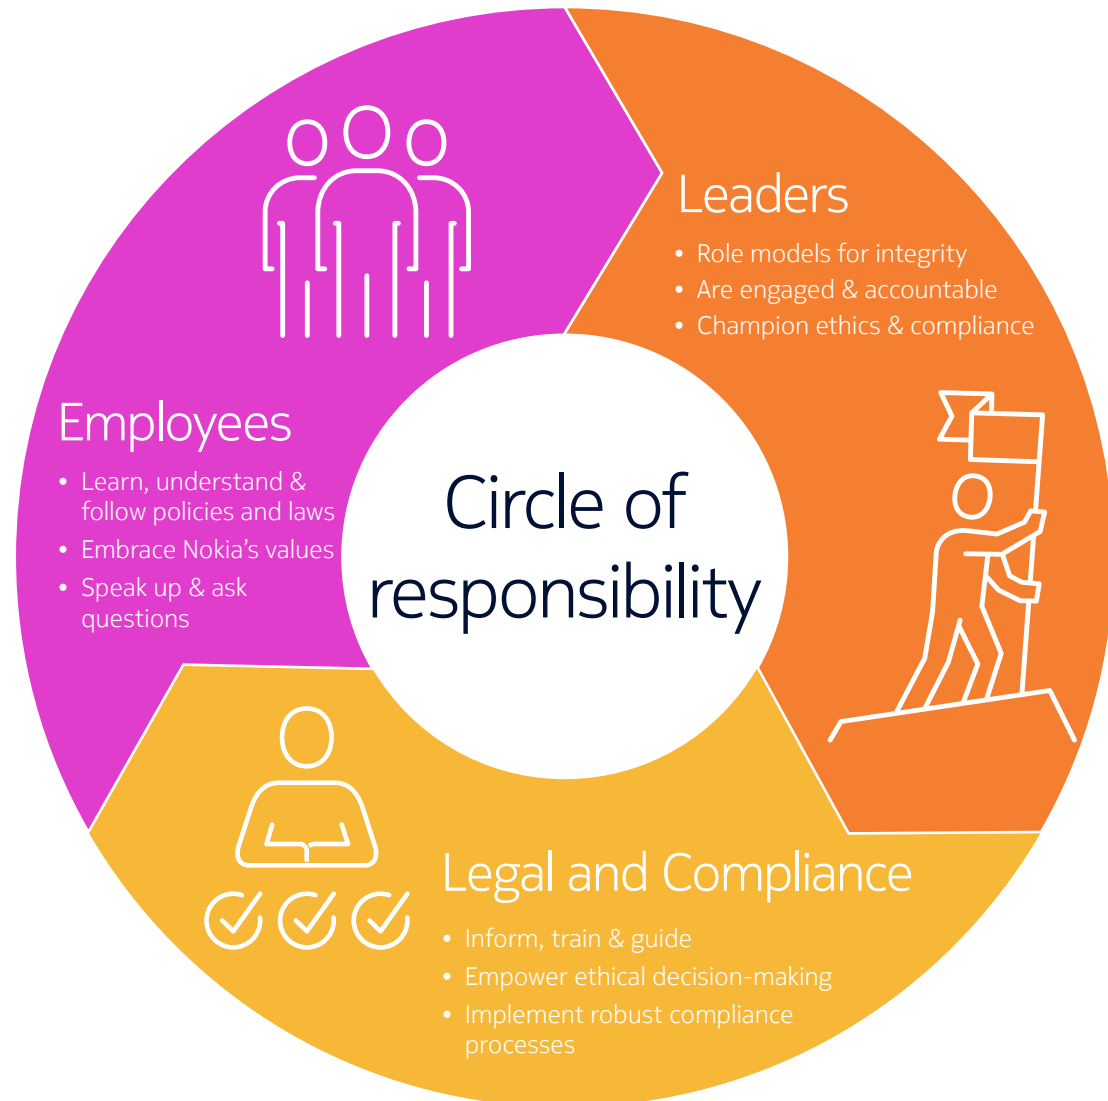 Leaders
• Role models for integrity
• Are engaged & accountable
• Champion ethics & compliance
Employees
• Learn, understand &
follow policies and laws
• Embrace Nokia's values
• Speak up & ask
questions
Circle of
responsibility
Legal and Compliance
• Inform, train & guide
• Empower ethical decision-making
• Implement robust compliance
processes